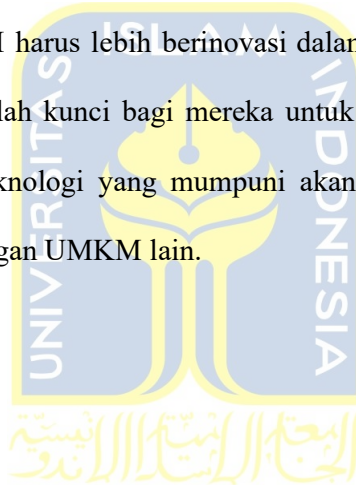 I harus lebih berinovasi dalam
lah kunci bagi mereka untuk
knologi yang mumpuni akan
gan UMKM lain.
UNIVERSITAS
ISLAM
INDONESIA